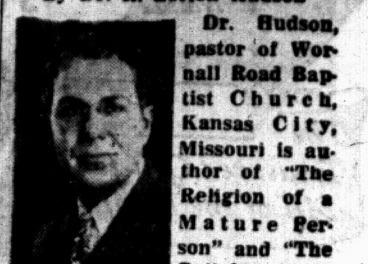 Dr. Hudson,
pastor of Wor-
nall Road Bap-
tist Church,
Kansas City,
Missouri is au-
thor of "The
Religion of a
Mature Per-
son" and "The